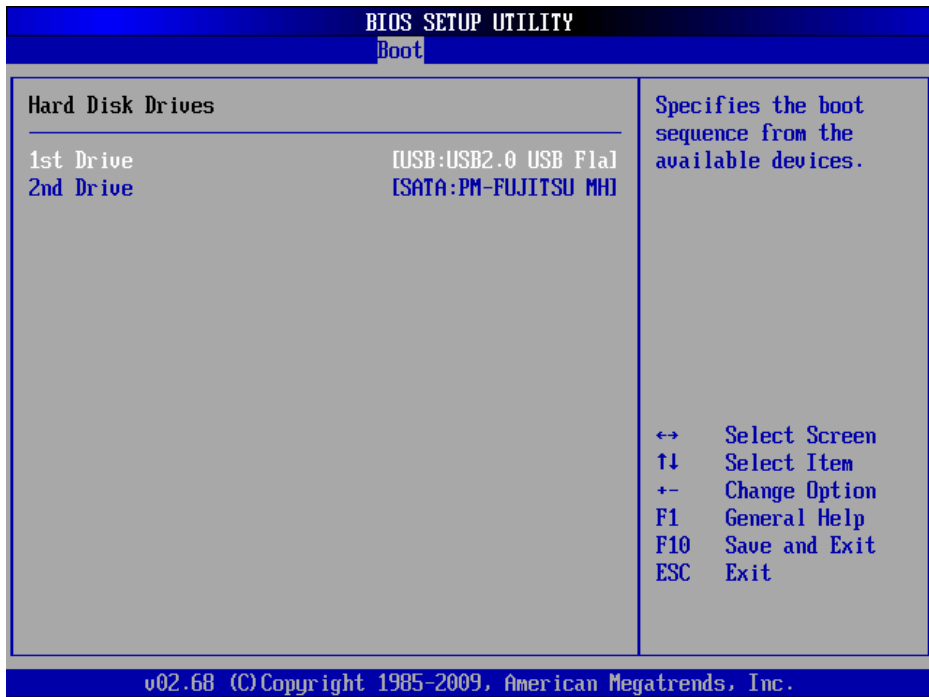 BIOS SETUP UTILITY
Boot
Hard Disk Drives
1st Drive [USB:USB2.0 USB Fla]
2nd Drive [SATA:PM-FUJITSU MH]
Specifies the boot
sequence from the
available devices.
←→ Select Screen
↑↓ Select Item
+- Change Option
F1 General Help
F10 Save and Exit
ESC Exit
v02.68 (C)Copyright 1985-2009, American Megatrends, Inc.